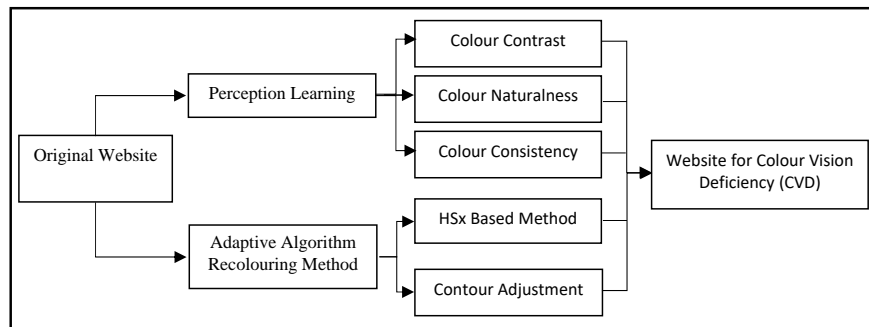 Original Website
Perception Learning
Adaptive Algorithm
Recolouring Method
Colour Contrast
Colour Naturalness
Colour Consistency
HSx Based Method
Contour Adjustment
Website for Colour Vision
Deficiency (CVD)